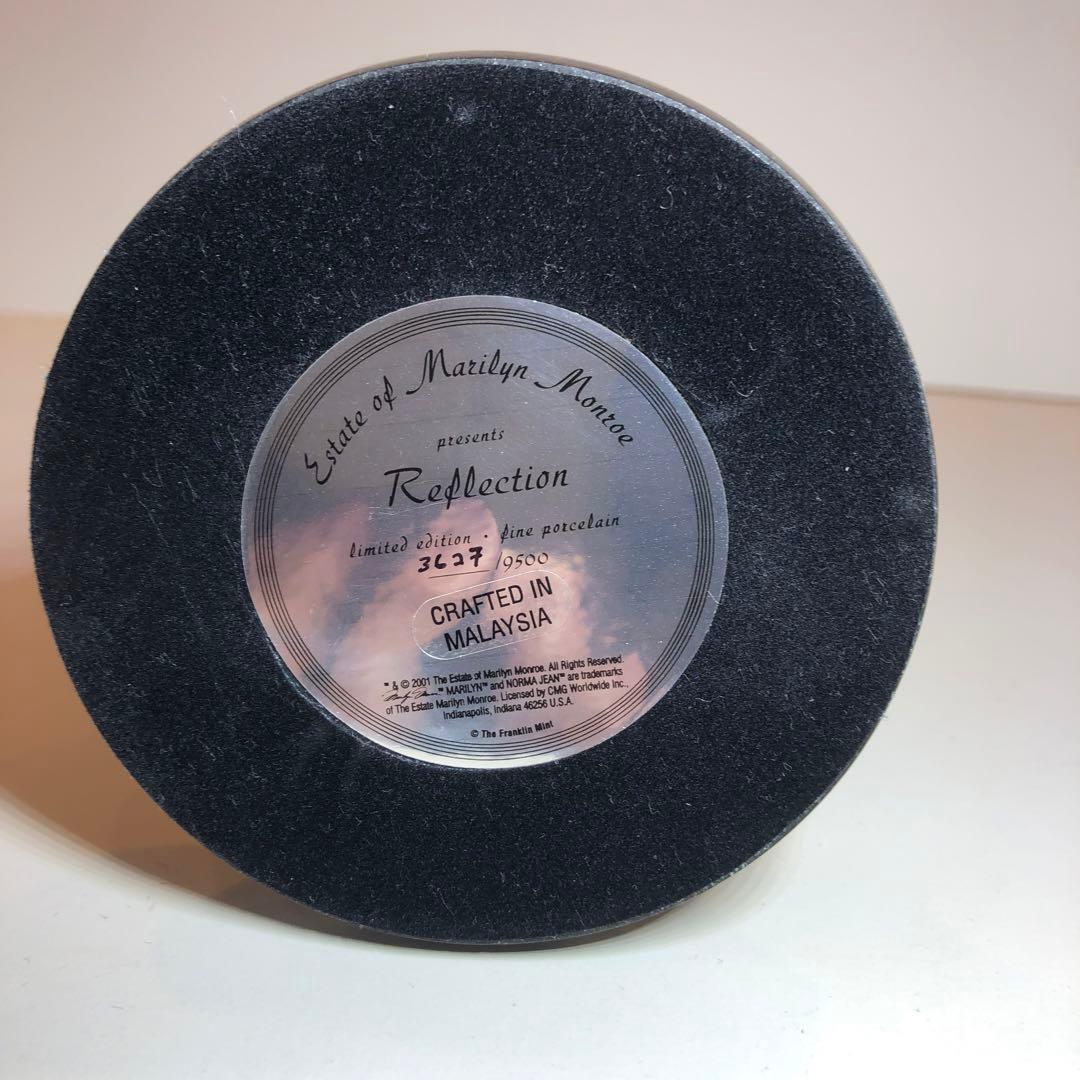 Estate of Marilyn Monroe
presents
Reflection
limited edition · fine porcelain
3627/9500
CRAFTED IN
MALAYSIA
™ & © 2001 The Estate of Marilyn Monroe. All Rights Reserved.
™ MARILYN™ and NORMA JEAN™ are trademarks
of The Estate Marilyn Monroe. Licensed by CMG Worldwide Inc.,
Indianapolis, Indiana 46256 U.S.A.
© The Franklin Mint